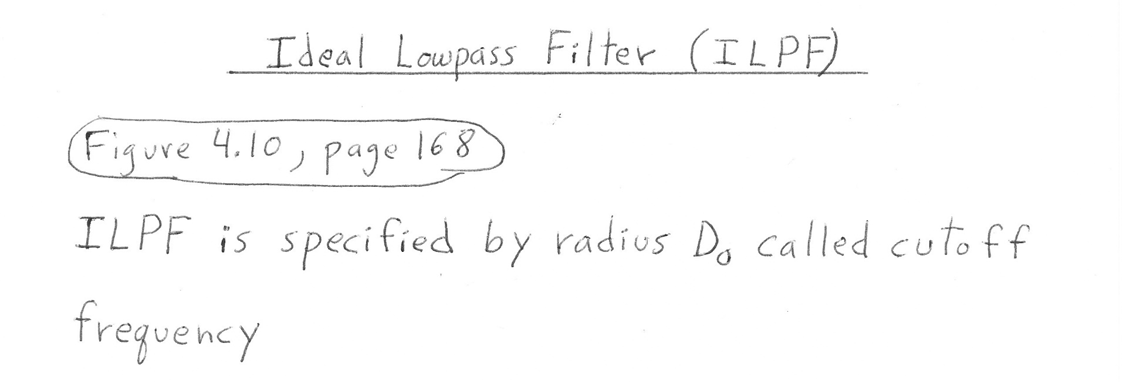 Ideal Lowpass Filter (ILPF)
Figure 4.10, page 168
ILPF is specified by radius D₀ called cutoff
frequency